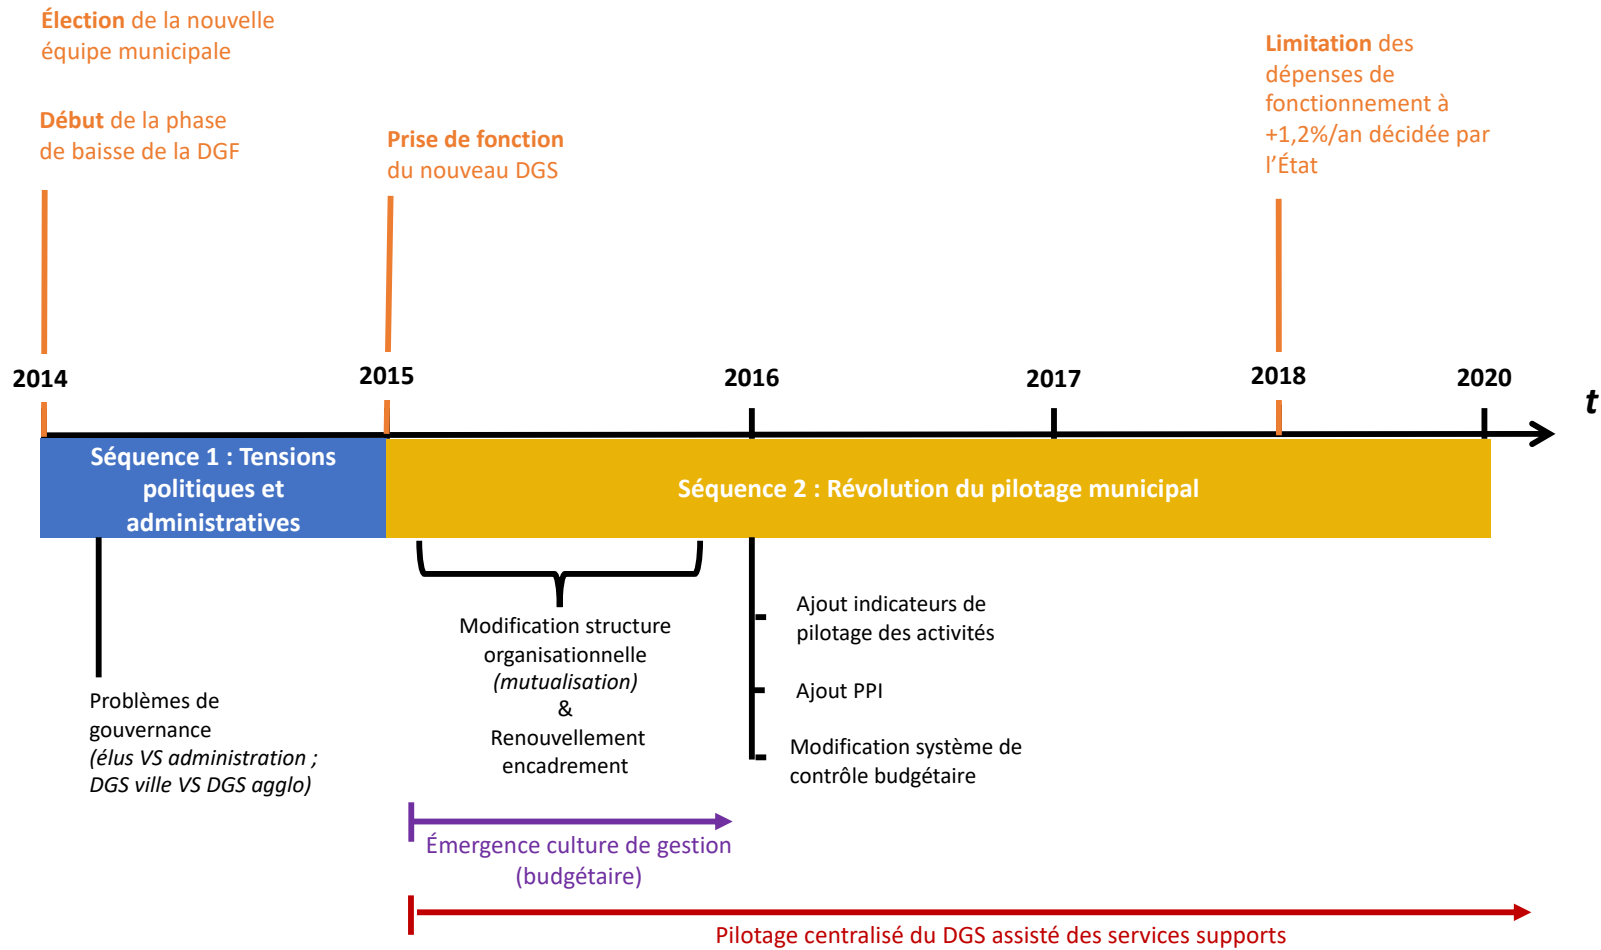 Élection de la nouvelle
équipe municipale
Début de la phase
de baisse de la DGF
Prise de fonction
du nouveau DGS
Limitation des
dépenses de
fonctionnement à
+1,2%/an décidée par
l'État
2014
2015
2016
2017
2018
2020
t
Séquence 1 : Tensions
politiques et
administratives
Séquence 2 : Révolution du pilotage municipal
Problèmes de
gouvernance
(élus VS administration ;
DGS ville VS DGS agglo)
Modification structure
organisationnelle
(mutualisation)
&
Renouvellement
encadrement
Ajout indicateurs de
pilotage des activités
Ajout PPI
Modification système de
contrôle budgétaire
Émergence culture de gestion
(budgétaire)
Pilotage centralisé du DGS assisté des services supports